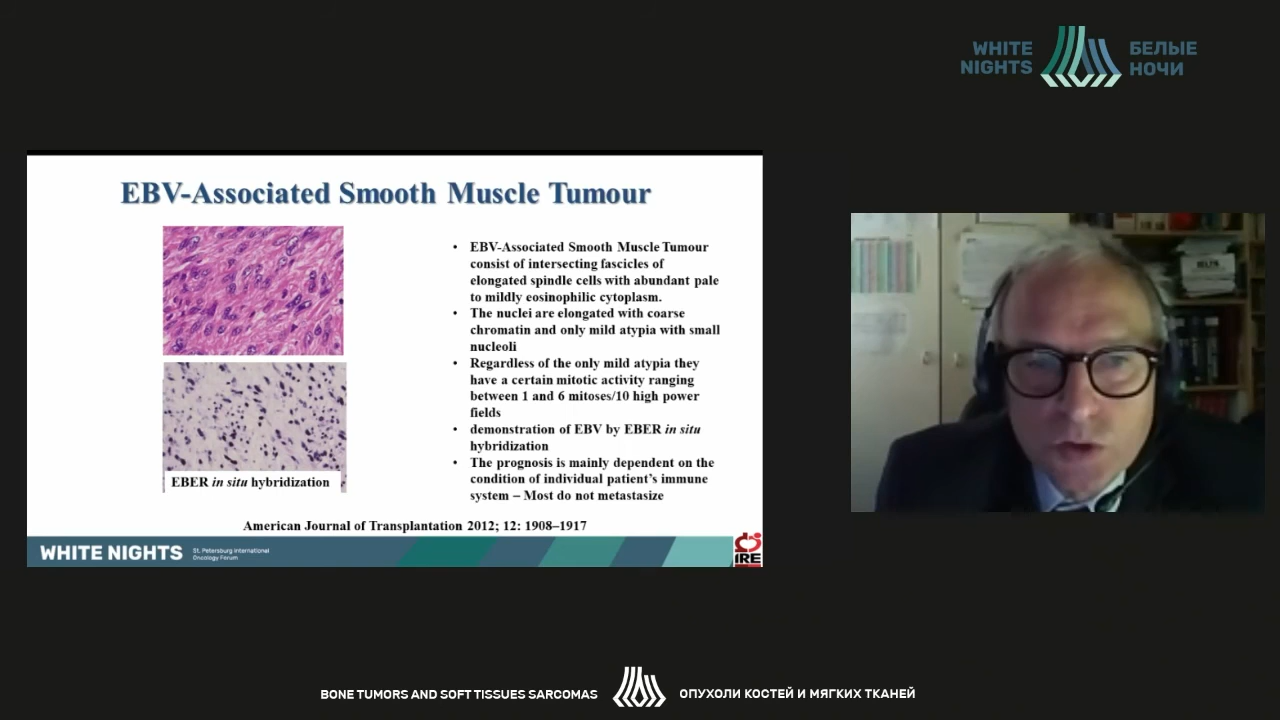 WHITE
NIGHTS
БЕЛЫЕ
НОЧИ
EBV-Associated Smooth Muscle Tumour
• EBV-Associated Smooth Muscle Tumour
consist of intersecting fascicles of
elongated spindle cells with abundant pale
to mildly eosinophilic cytoplasm.
• The nuclei are elongated with coarse
chromatin and only mild atypia with small
nucleoli
• Regardless of the only mild atypia they
have a certain mitotic activity ranging
between 1 and 6 mitoses/10 high power
fields
• demonstration of EBV by EBER in situ
hybridization
• The prognosis is mainly dependent on the
condition of individual patient's immune
system – Most do not metastasize
EBER in situ hybridization
American Journal of Transplantation 2012; 12: 1908–1917
WHITE NIGHTS
St. Petersburg International
Oncology Forum
IRE
IELTS
BONE TUMORS AND SOFT TISSUES SARCOMAS
ОПУХОЛИ КОСТЕЙ И МЯГКИХ ТКАНЕЙ